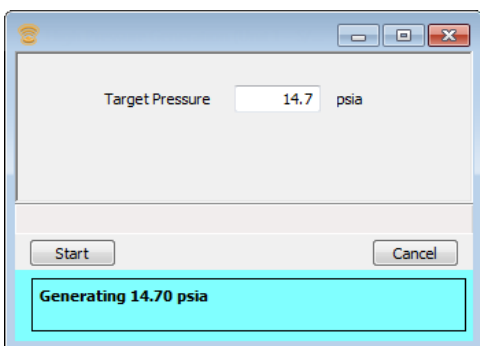 Target Pressure 14.7 psia
Start Cancel
Generating 14.70 psia